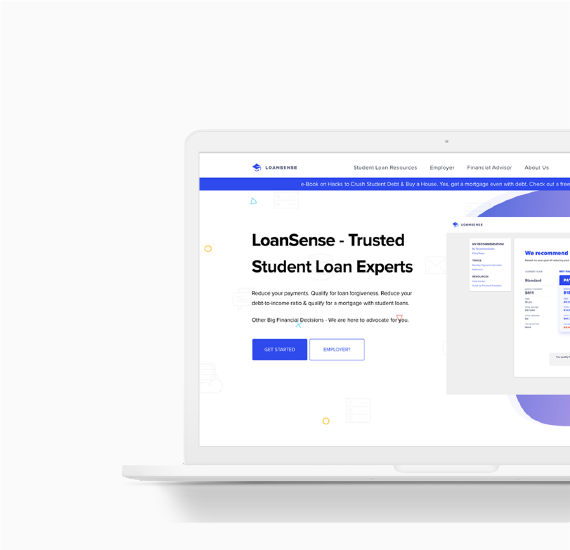 LOANSENSE
Student Loan Resources Employer Financial Advisor About Us
e-Book on Hacks to Crush Student Debt & Buy a House. Yes, get a mortgage even with debt. Check out a free
LoanSense - Trusted
Student Loan Experts
Reduce your payments. Qualify for loan forgiveness. Reduce your
debt-to-income ratio & qualify for a mortgage with student loans.
Other Big Financial Decisions - We are here to advocate for you.
GET STARTED EMPLOYER?
LOANSENSE
We recommend
Standard